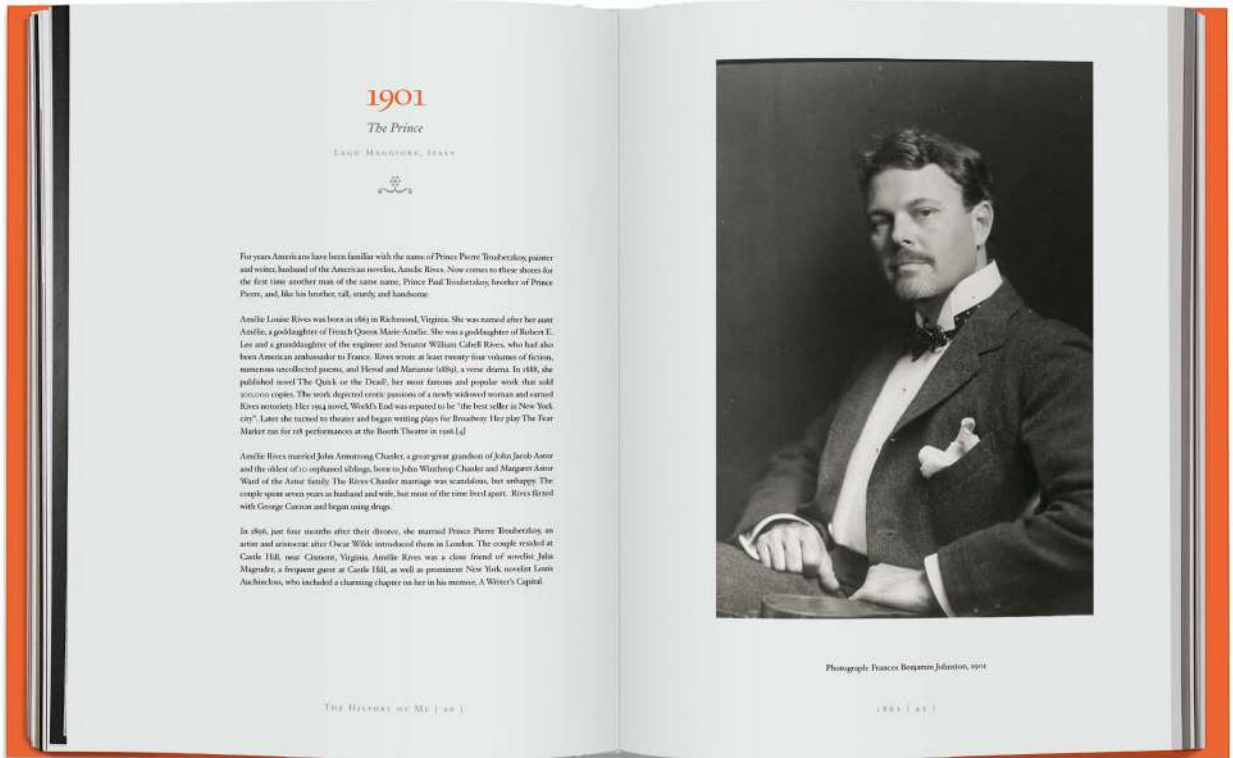 1901
The Prince
LAGO MAGGIORE, ITALY
For years Americans have been familiar with the name of Prince Pierre Troubetzkoy, painter
and writer, husband of the American novelist, Amelie Rives. Now comes to these shores for
the first time another man of the same name, Prince Paul Troubetzkoy, brother of Prince
Pierre, and, like his brother, tall, sturdy, and handsome.
Amélie Louise Rives was born in 1863 in Richmond, Virginia. She was named after her aunt
Amélie, a goddaughter of French Queen Marie-Amélie. She was a goddaughter of Robert E.
Lee and a granddaughter of the engineer and Senator William Cabell Rives, who had also
been American ambassador to France. Rives wrote at least twenty four volumes of fiction,
numerous uncollected poems, and Herod and Marianne (1889), a verse drama. In 1888, she
published novel The Quick or the Dead?, her most famous and popular work that sold
300,000 copies. The work depicted erotic passions of a newly widowed woman and earned
Rives notoriety. Her 1914 novel, World's End was reputed to be "the best seller in New York
city". Later she turned to theater and began writing plays for Broadway. Her play The Fear
Market ran for 118 performances at the Booth Theatre in 1916.[4]
Amélie Rives married John Armstrong Chanler, a great-great grandson of John Jacob Astor
and the oldest of 10 orphaned siblings, born to John Winthrop Chanler and Margaret Astor
Ward of the Astor family. The Rives-Chanler marriage was scandalous, but unhappy. The
couple spent seven years as husband and wife, but most of the time lived apart. Rives flirted
with George Curzon and began using drugs.
In 1896, just four months after their divorce, she married Prince Pierre Troubetzkoy, an
artist and aristocrat after Oscar Wilde introduced them in London. The couple resided at
Castle Hill, near Cismont, Virginia. Amélie Rives was a close friend of novelist Julia
Magruder, a frequent guest at Castle Hill, as well as prominent New York novelist Louis
Auchincloss, who included a charming chapter on her in his memoir, A Writer's Capital.
THE HISTORY OF ME
Photograph: Frances Benjamin Johnston, 1901